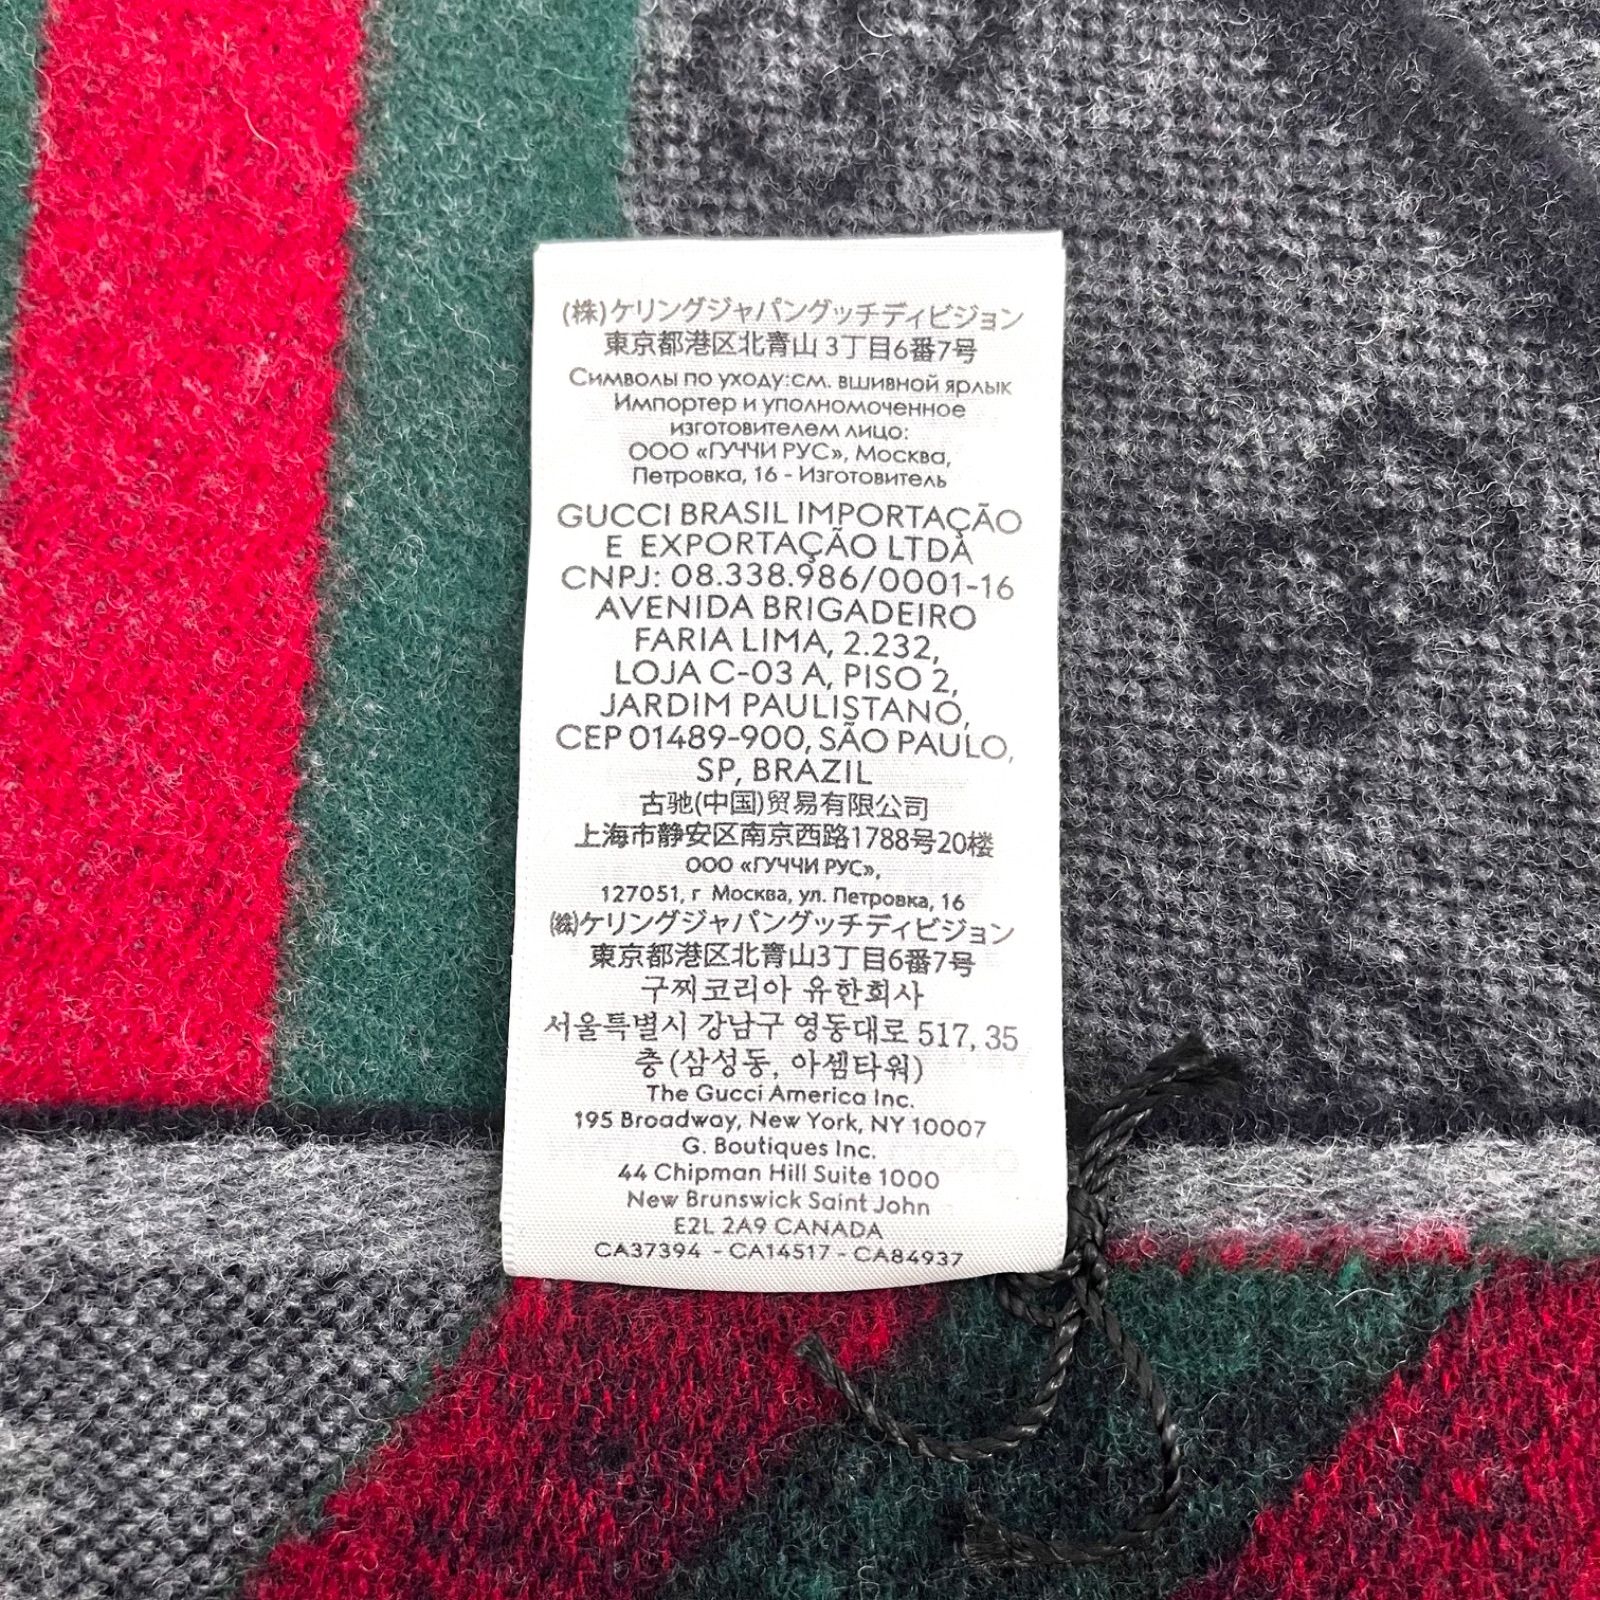 (株)ケリングジャパングッチディビジョン
東京都港区北青山 3丁目6番7号
Символы по уходу:см. вшивной ярлык
Импортер и уполномоченное
изготовителем лицо:
ООО «ГУЧЧИ РУС», Москва,
Петровка, 16 - Изготовитель
GUCCI BRASIL IMPORTAÇÃO
E EXPORTAÇÃO LTDA
CNPJ: 08.338.986/0001-16
AVENIDA BRIGADEIRO
FARIA LIMA, 2.232,
LOJA C-03 A, PISO 2,
JARDIM PAULISTANO,
CEP 01489-900, SÃO PAULO,
SP, BRAZIL
古驰(中国)贸易有限公司
上海市静安区南京西路1788号20楼
ООО «ГУЧЧИ РУС»,
127051, г Москва, ул. Петровка, 16
(株)ケリングジャパングッチディビジョン
東京都港区北青山3丁目6番7号
구찌코리아 유한회사
서울특별시 강남구 영동대로 517, 35
층 (삼성동, 아셈타워)
The Gucci America Inc.
195 Broadway, New York, NY 10007
G. Boutiques Inc.
44 Chipman Hill Suite 1000
New Brunswick Saint John
E2L 2A9 CANADA
CA37394 - CA14517 - CA84937